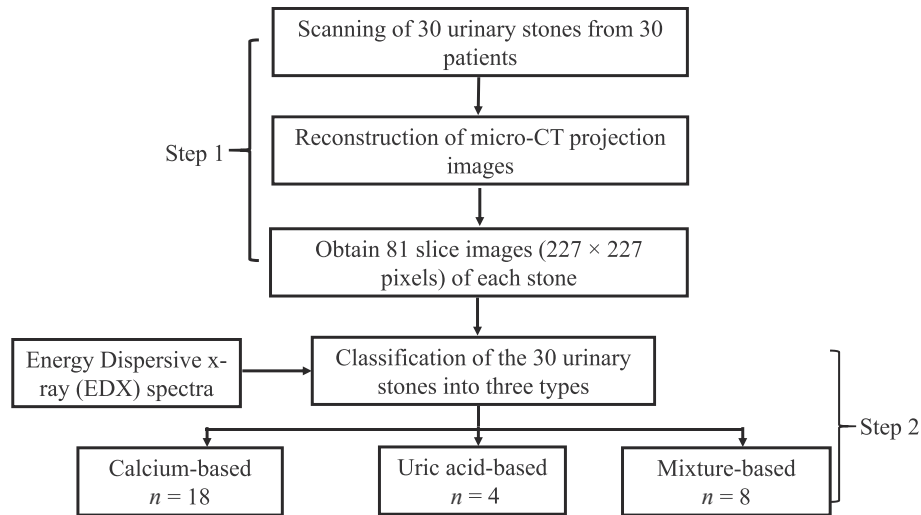 Scanning of 30 urinary stones from 30
patients
Step 1
Reconstruction of micro-CT projection
images
Obtain 81 slice images (227 × 227
pixels) of each stone
Energy Dispersive x-
ray (EDX) spectra
Classification of the 30 urinary
stones into three types
Step 2
Calcium-based
n = 18
Uric acid-based
n = 4
Mixture-based
n = 8